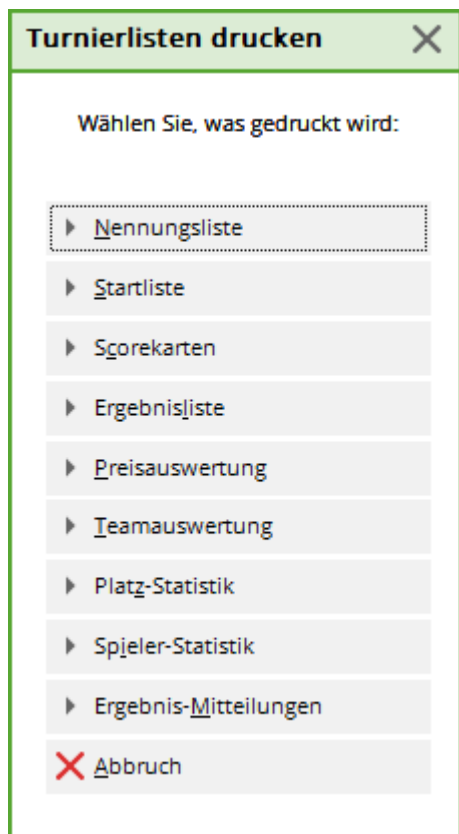 Turnierlisten drucken
Wählen Sie, was gedruckt wird:
Nennungsliste
Startliste
Scorekarten
Ergebnisliste
Preisauswertung
Teamauswertung
Platz-Statistik
Spieler-Statistik
Ergebnis-Mitteilungen
Abbruch